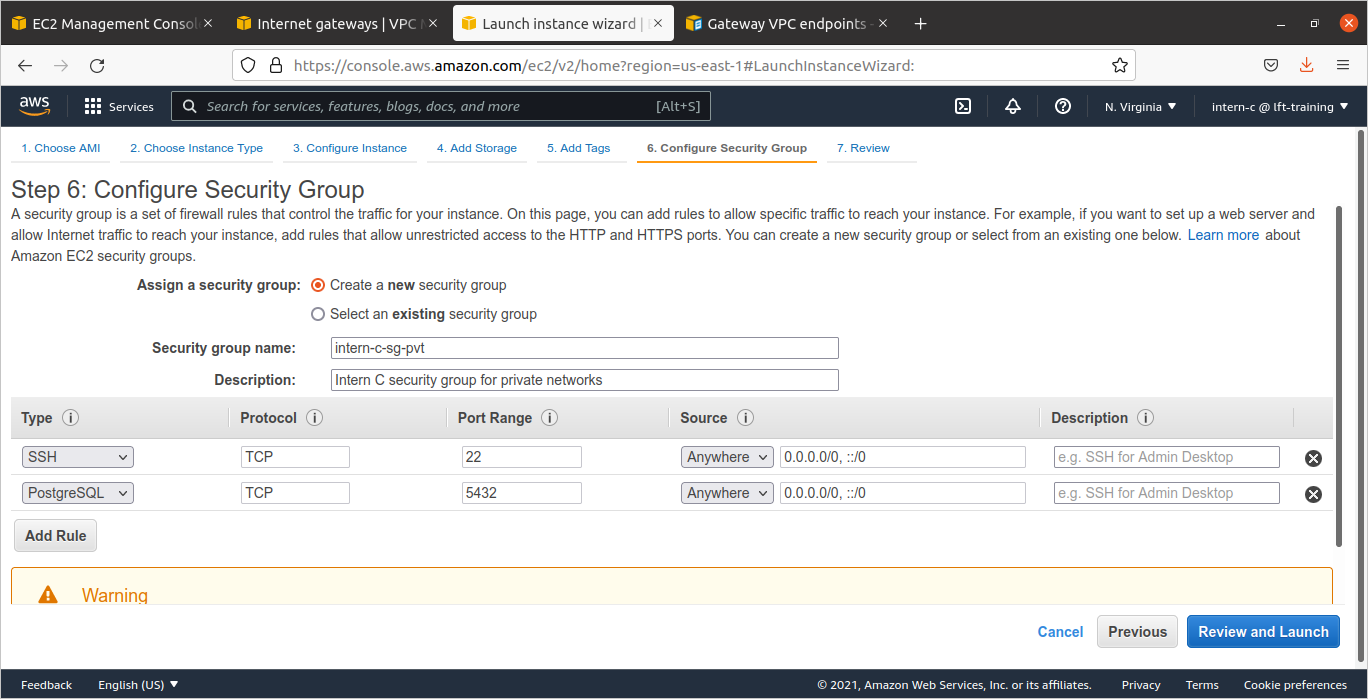 EC2 Management Consol
Internet gateways | VPC M
Launch instance wizard |
Gateway VPC endpoints -
https://console.aws.amazon.com/ec2/v2/home?region=us-east-1#LaunchInstanceWizard:
aws
Services
Search for services, features, blogs, docs, and more
[Alt+S]
N. Virginia
intern-c @ lft-training
1. Choose AMI
2. Choose Instance Type
3. Configure Instance
4. Add Storage
5. Add Tags
6. Configure Security Group
7. Review
Step 6: Configure Security Group
A security group is a set of firewall rules that control the traffic for your instance. On this page, you can add rules to allow specific traffic to reach your instance. For example, if you want to set up a web server and
allow Internet traffic to reach your instance, add rules that allow unrestricted access to the HTTP and HTTPS ports. You can create a new security group or select from an existing one below. Learn more about
Amazon EC2 security groups.
Assign a security group: Create a new security group
Select an existing security group
Security group name: intern-c-sg-pvt
Description: Intern C security group for private networks
Type i Protocol i Port Range i Source i Description i
SSH TCP 22 Anywhere 0.0.0.0/0, ::/0 e.g. SSH for Admin Desktop
PostgreSQL TCP 5432 Anywhere 0.0.0.0/0, ::/0 e.g. SSH for Admin Desktop
Add Rule
Warning
Cancel Previous Review and Launch
Feedback English (US) © 2021, Amazon Web Services, Inc. or its affiliates. Privacy Terms Cookie preferences